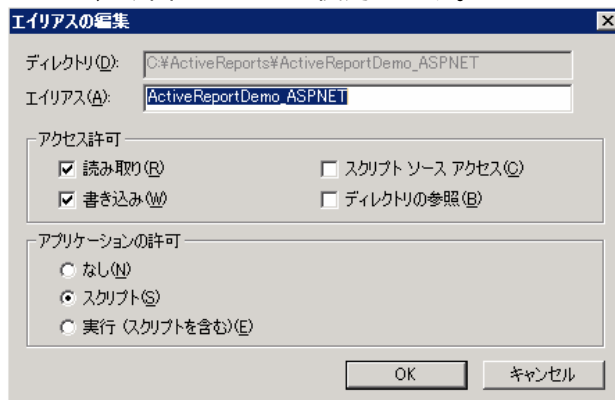 エイリアスの編集
ディレクトリ(D): C:¥ActiveReports¥ActiveReportDemo_ASPNET
エイリアス(A): ActiveReportDemo_ASPNET
アクセス許可
読み取り(R) スクリプト ソース アクセス(C)
書き込み(W) ディレクトリの参照(B)
アプリケーションの許可
なし(N)
スクリプト(S)
実行 (スクリプトを含む)(E)
OK キャンセル